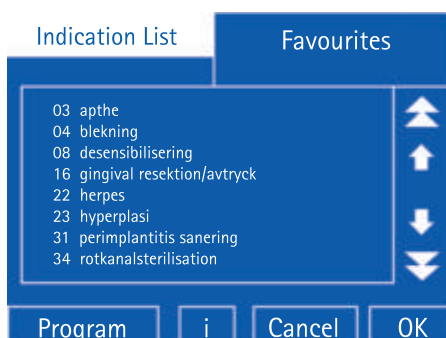 Indication List
Favourites
03 apthe
04 blekning
08 desensibilisering
16 gingival resektion/avtryck
22 herpes
23 hyperplasi
31 perimplantitis sanering
34 rotkanalsterilisation
Program i Cancel OK